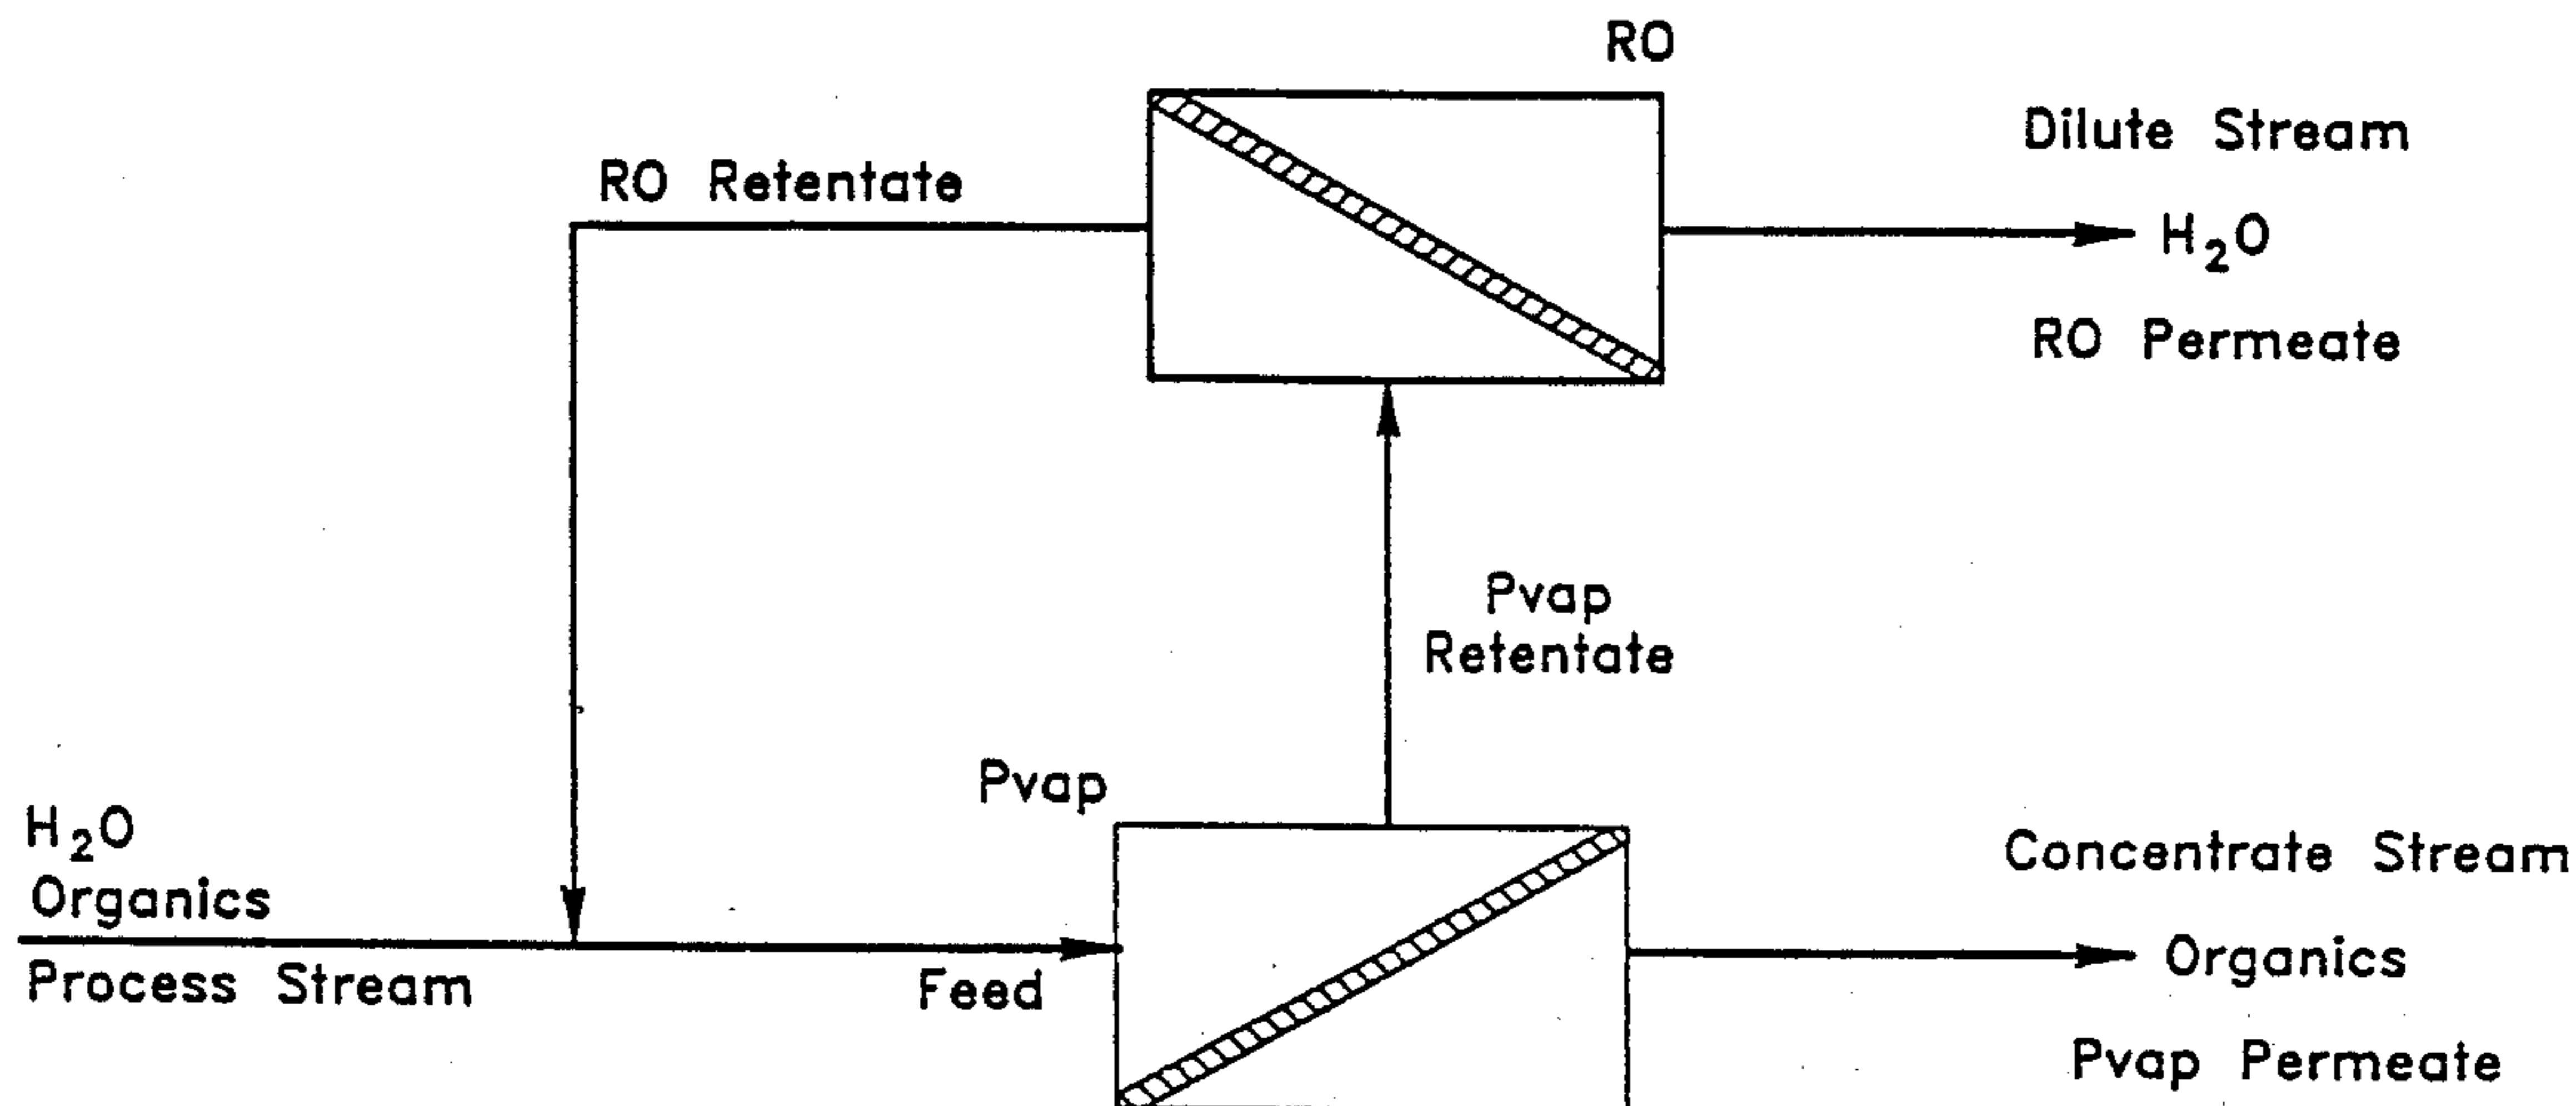 RO
Dilute Stream
RO Retentate
H₂O
RO Permeate
Pvap
Retentate
Pvap
H₂O
Organics
Concentrate Stream
Process Stream
Feed
Organics
Pvap Permeate